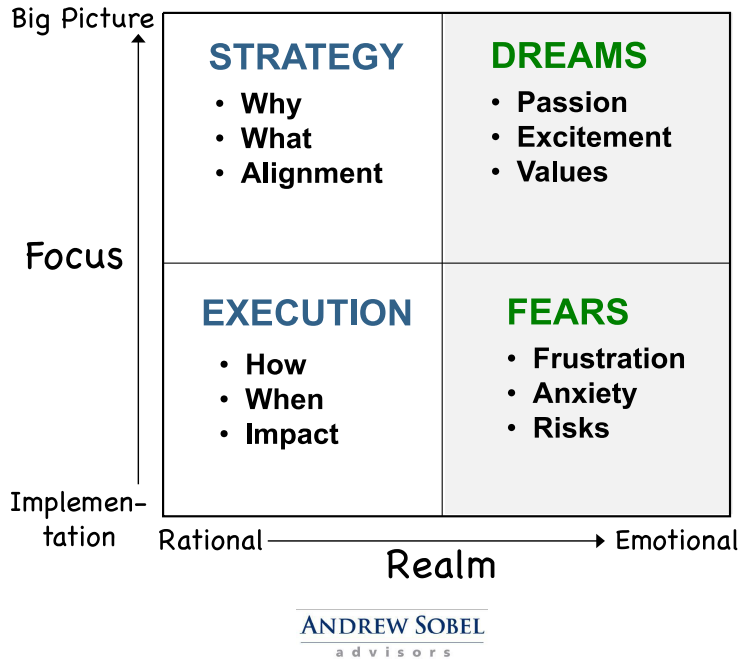 Big Picture
STRATEGY
• Why
• What
• Alignment
DREAMS
• Passion
• Excitement
• Values
Focus
EXECUTION
• How
• When
• Impact
FEARS
• Frustration
• Anxiety
• Risks
Implemen-
tation
Rational
Emotional
Realm
ANDREW SOBEL
advisors